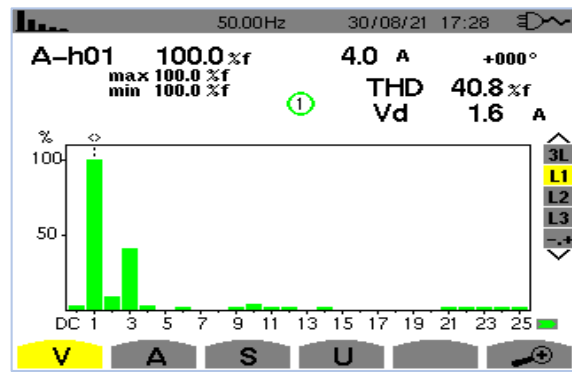 50.00Hz 30/08/21 17:28
A-h01 100.0 %f 4.0 A +000°
max 100.0 %f
min 100.0 %f
1
THD 40.8 %f
Vd 1.6 A
%
<>
100
50
3L
L1
L2
L3
-.+
DC 1 3 5 7 9 11 13 15 17 19 21 23 25
V A S U